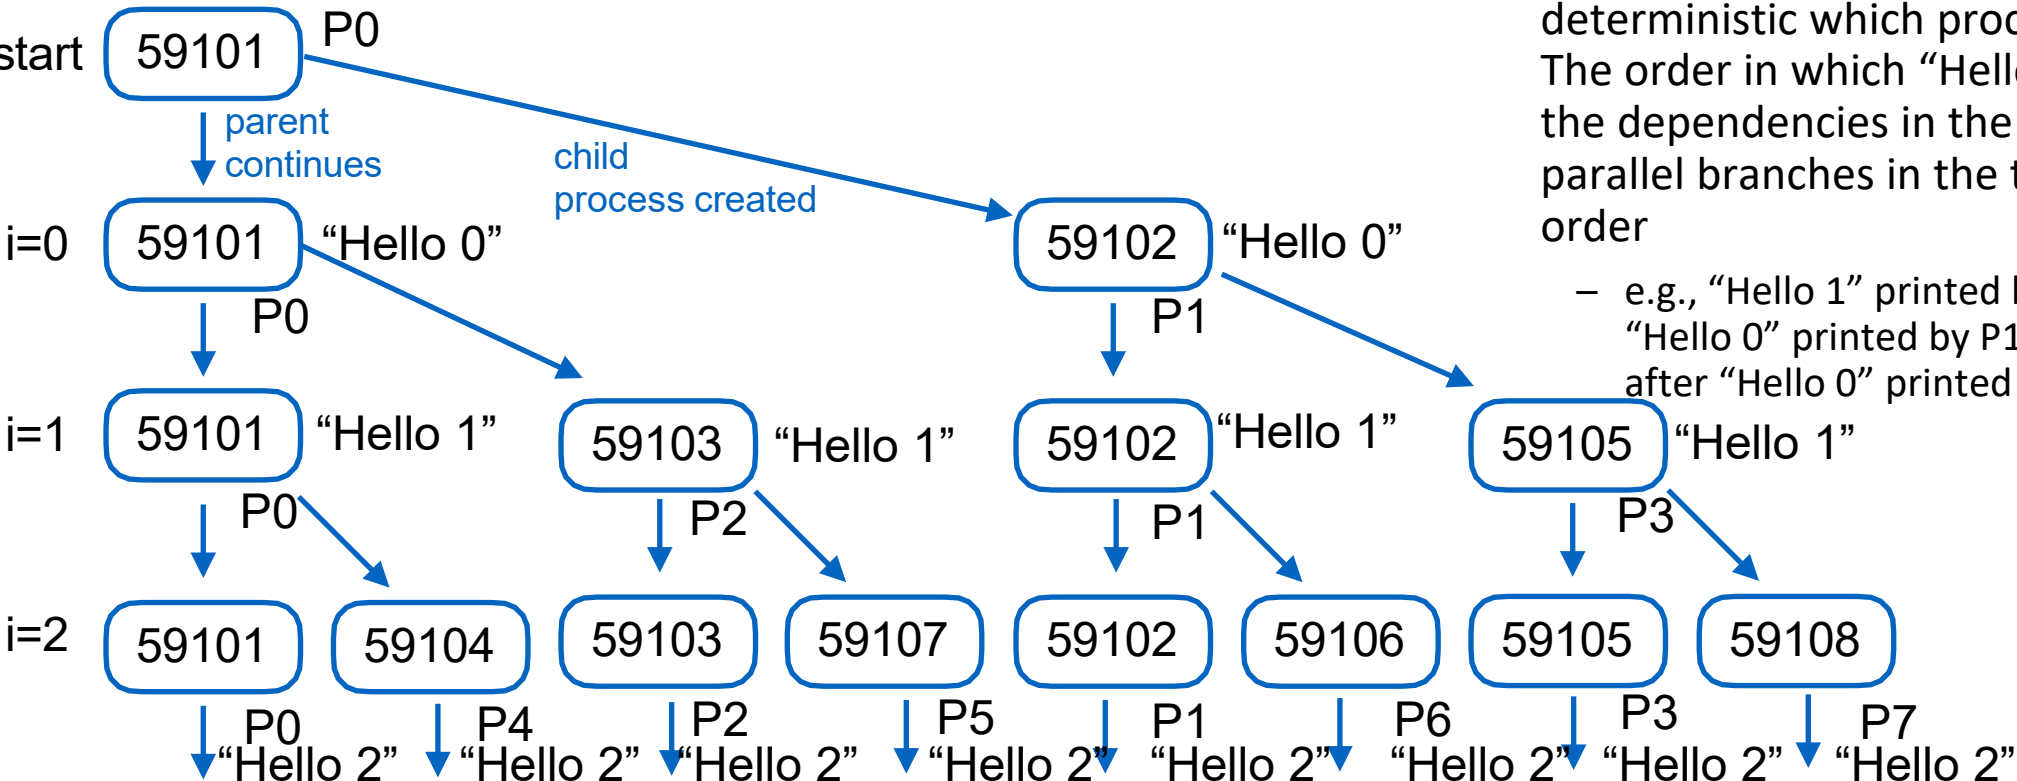 start
59101
P0
parent
continues
child
process created
i=0
59101
“Hello 0”
59102
“Hello 0”
P0
P1
i=1
59101
“Hello 1”
59103
“Hello 1”
59102
“Hello 1”
59105
“Hello 1”
P0
P2
P1
P3
i=2
59101
59104
59103
59107
59102
59106
59105
59108
P0
P4
P2
P5
P1
P6
P3
P7
“Hello 2”
“Hello 2”
“Hello 2”
“Hello 2”
“Hello 2”
“Hello 2”
“Hello 2”
“Hello 2”
deterministic which proc
The order in which “Hell
the dependencies in the
parallel branches in the t
order
– e.g., “Hello 1” printed
“Hello 0” printed by P1
after “Hello 0” printed